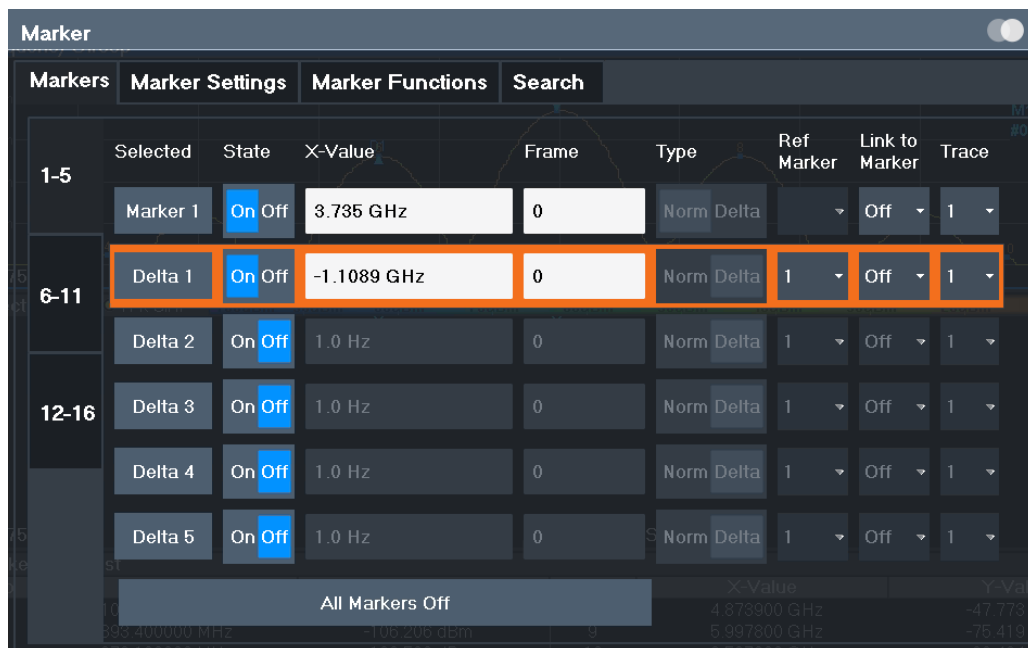 Marker
Markers Marker Settings Marker Functions Search
Selected State X-Value Frame Type Ref Marker Link to Marker Trace
1-5
Marker 1 On Off 3.735 GHz 0 Norm Delta Off 1
6-11
Delta 1 On Off -1.1089 GHz 0 Norm Delta 1 Off 1
Delta 2 On Off 1.0 Hz 0 Norm Delta 1 Off 1
12-16
Delta 3 On Off 1.0 Hz 0 Norm Delta 1 Off 1
Delta 4 On Off 1.0 Hz 0 Norm Delta 1 Off 1
Delta 5 On Off 1.0 Hz 0 Norm Delta 1 Off 1
All Markers Off
X-Value Y-Va
4.873900 GHz -47.773
393.400000 MHz -106.206 dBm 9 5.997800 GHz -75.419